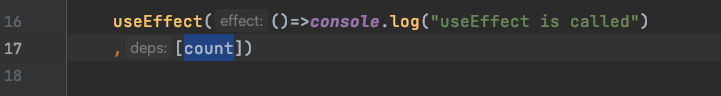 16 useEffect( effect: ()=>console.log("useEffect is called")
17 , deps: [count])
18